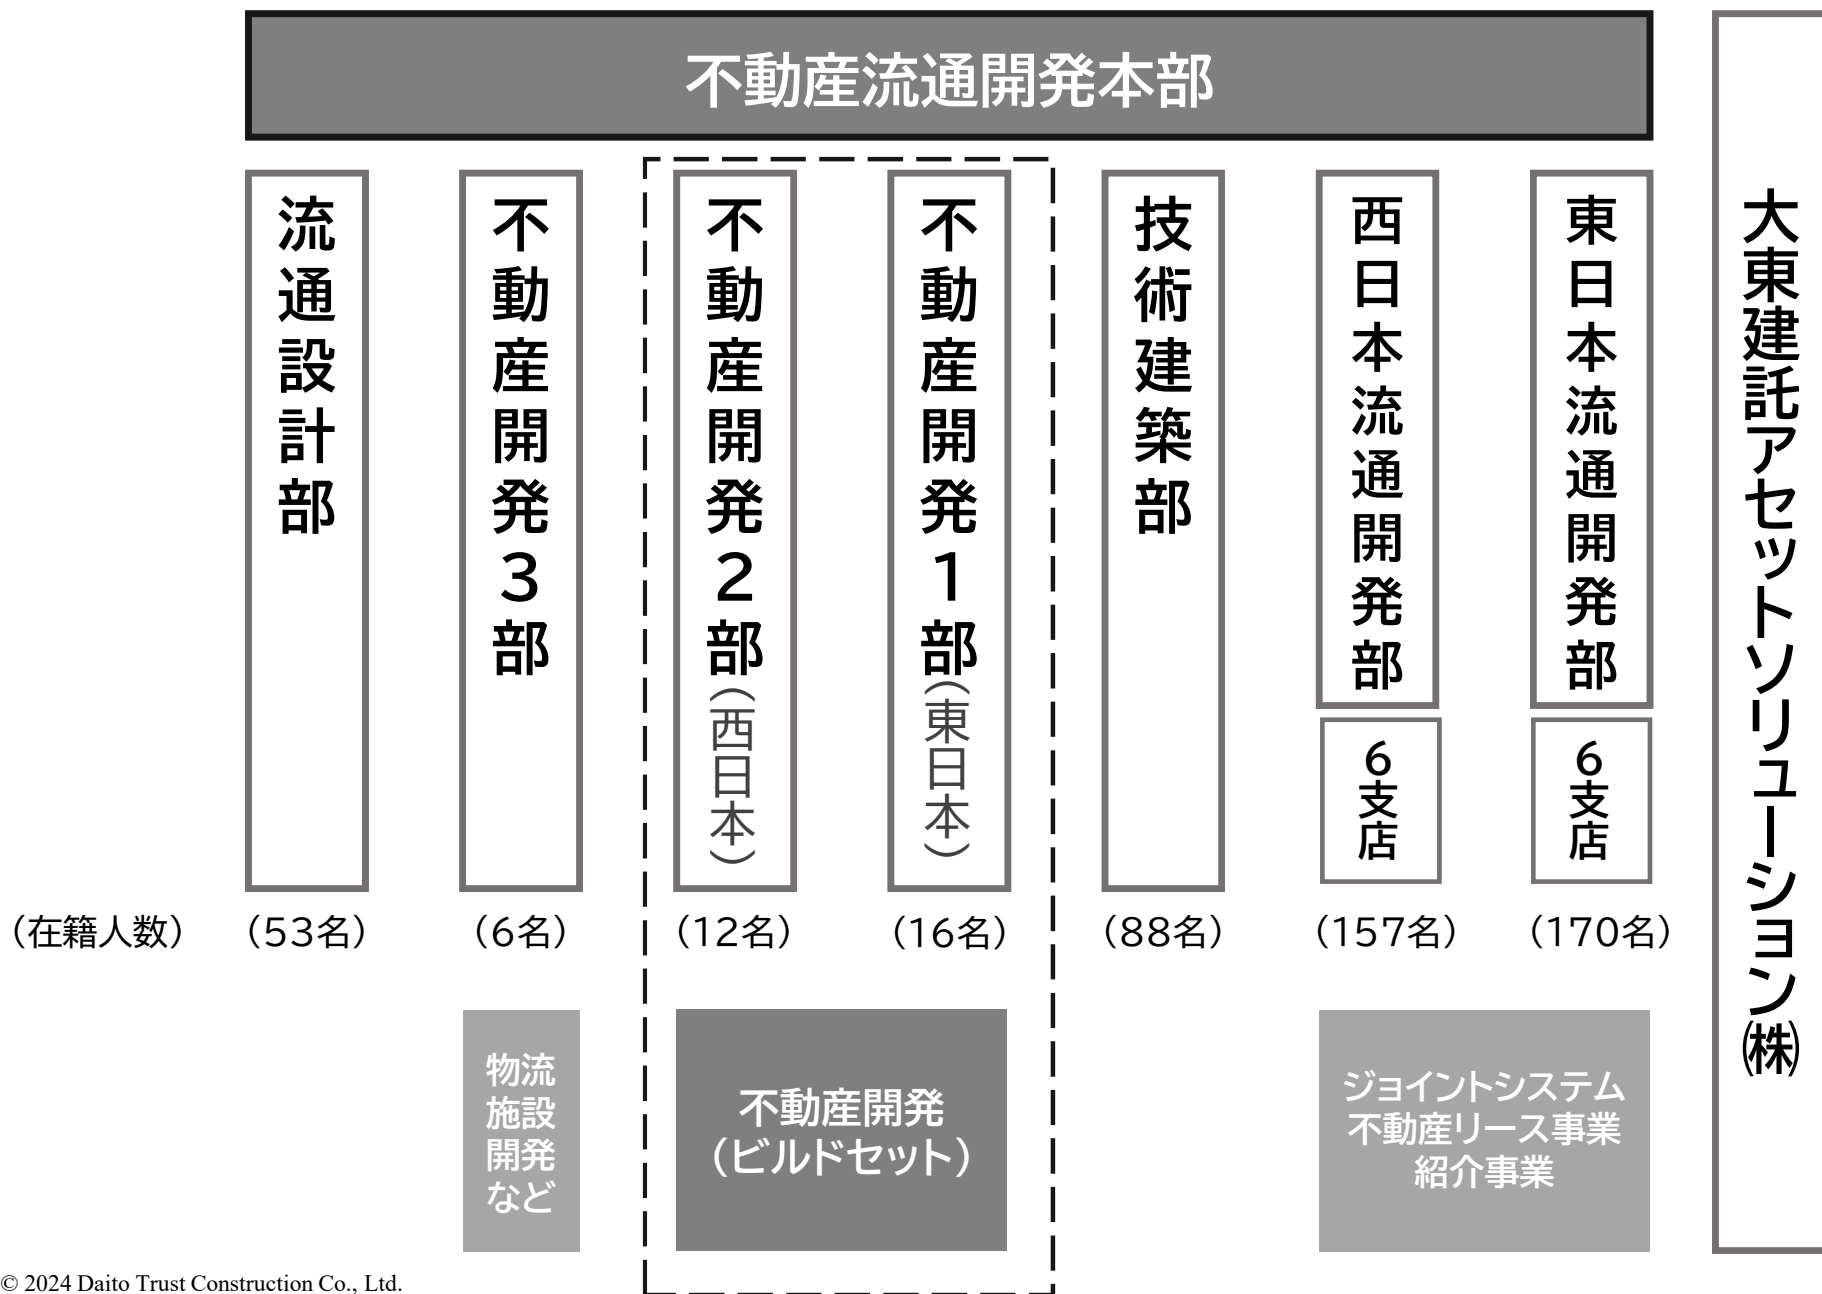 不動産流通開発本部
大東建託アセットソリューション㈱
東日本流通開発部
6支店
西日本流通開発部
6支店
技術建築部
不動産開発1部(東日本)
不動産開発2部(西日本)
不動産開発3部
流通設計部
(在籍人数)
(53名)
(6名)
(12名)
(16名)
(88名)
(157名)
(170名)
物流
施設
開発
など
不動産開発
(ビルドセット)
ジョイントシステム
不動産リース事業
紹介事業
© 2024 Daito Trust Construction Co., Ltd.